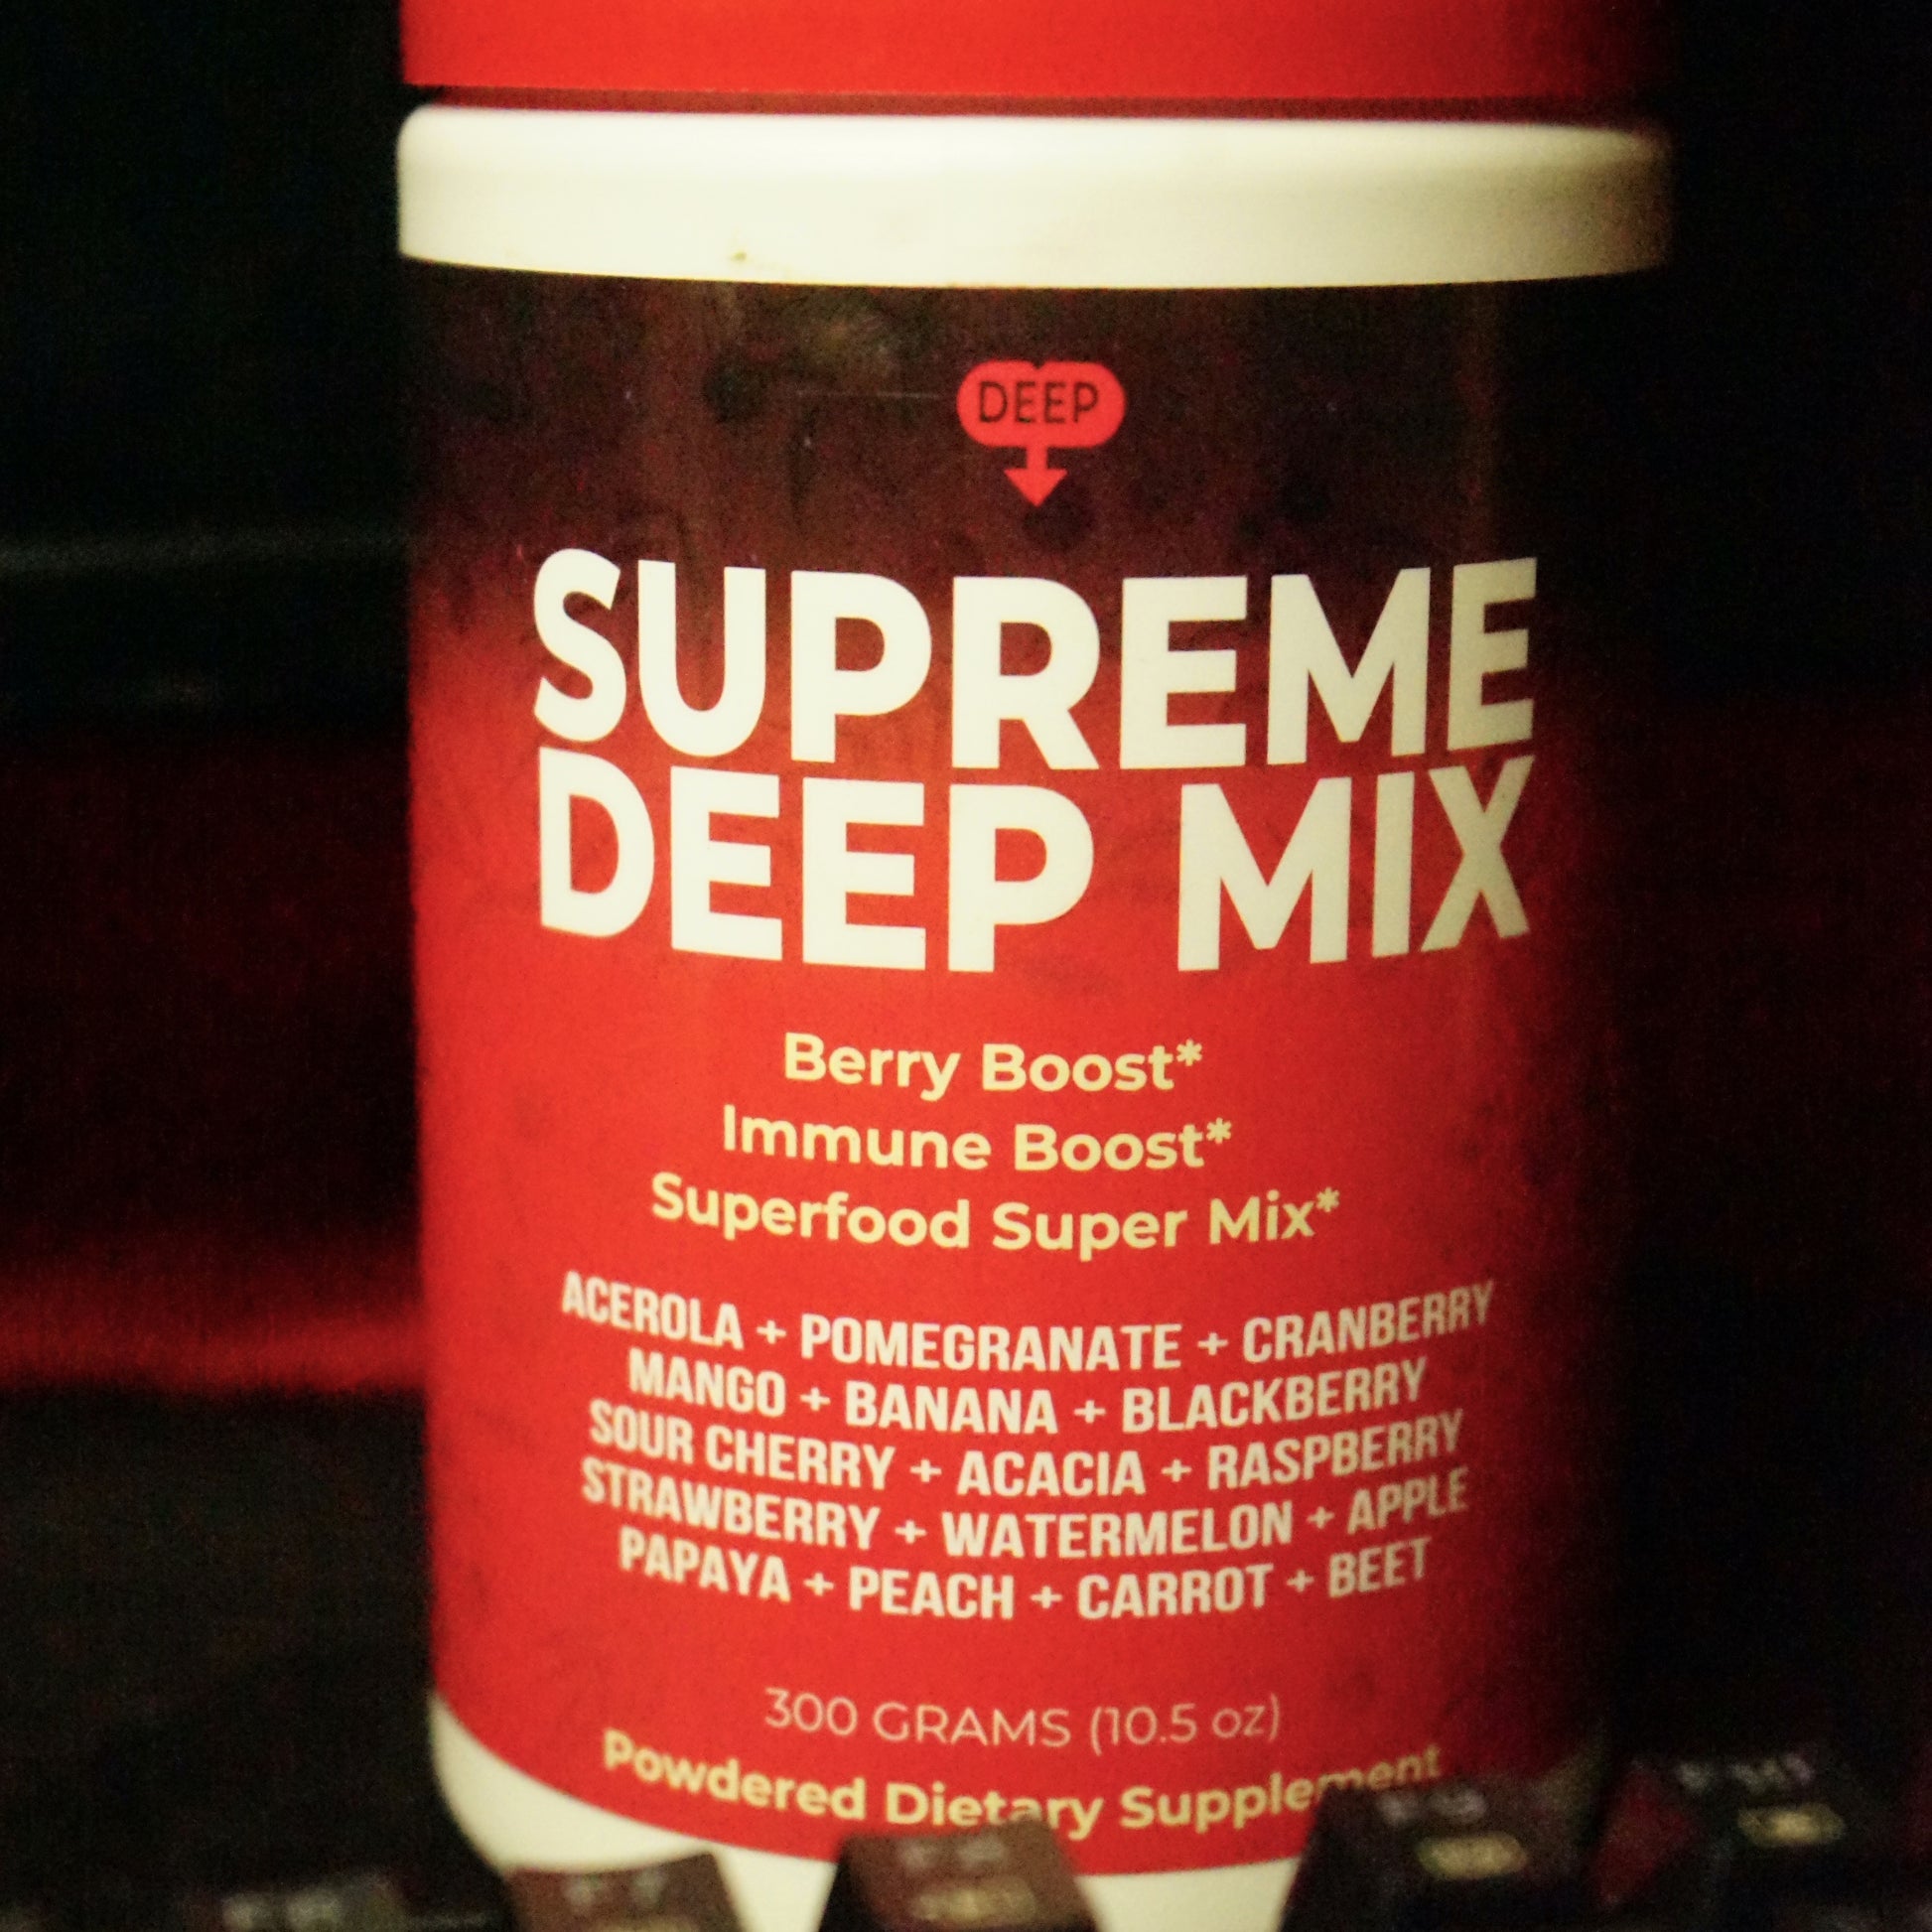 DEEP
SUPREME
DEEP MIX
Berry Boost*
Immune Boost*
Superfood Super Mix*
ACEROLA + POMEGRANATE + CRANBERRY
MANGO + BANANA + BLACKBERRY
SOUR CHERRY + ACACIA + RASPBERRY
STRAWBERRY + WATERMELON + APPLE
PAPAYA + PEACH + CARROT + BEET
300 GRAMS (10.5 oz)
Powdered Dietary Supplement